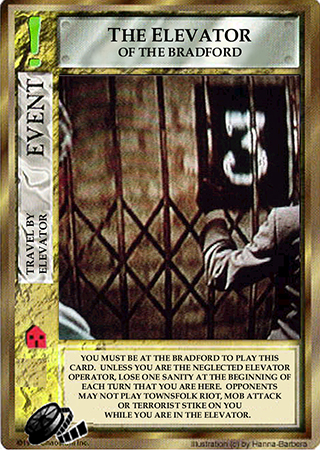 THE ELEVATOR
OF THE BRADFORD
!
EVENT
TRAVEL BY
ELEVATOR
3
YOU MUST BE AT THE BRADFORD TO PLAY THIS
CARD. UNLESS YOU ARE THE NEGLECTED ELEVATOR
OPERATOR, LOSE ONE SANITY AT THE BEGINNING
OF EACH TURN THAT YOU ARE HERE. OPPONENTS
MAY NOT PLAY TOWNSFOLK RIOT, MOB ATTACK
OR TERRORIST STIKE ON YOU
WHILE YOU ARE IN THE ELEVATOR.
Inc.
Illustration (c) by Hanna-Barbera